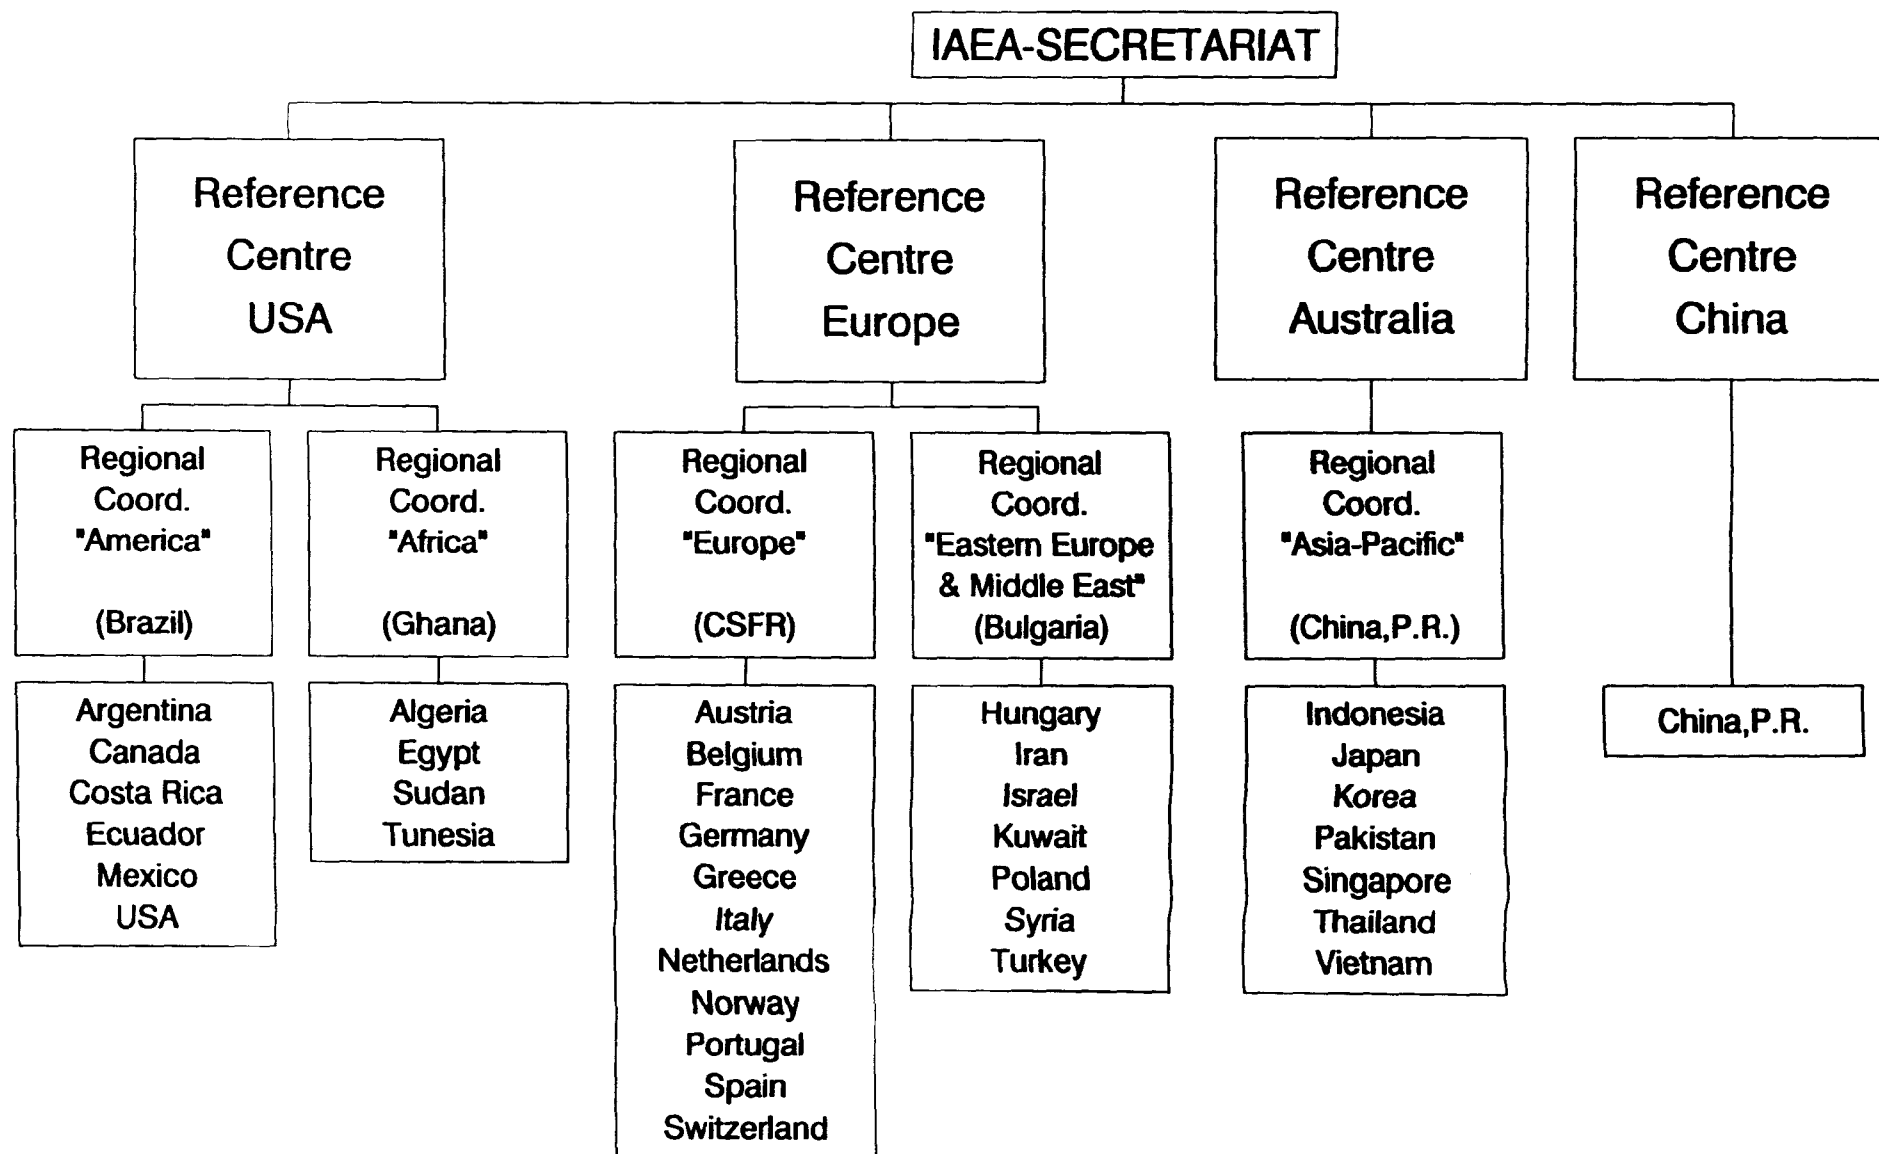 IAEA-SECRETARIAT
Reference
Centre
USA
Reference
Centre
Europe
Reference
Centre
Australia
Reference
Centre
China
Regional
Coord.
"America"
(Brazil)
Regional
Coord.
"Africa"
(Ghana)
Regional
Coord.
"Europe"
(CSFR)
Regional
Coord.
"Eastern Europe
& Middle East"
(Bulgaria)
Regional
Coord.
"Asia-Pacific"
(China,P.R.)
Argentina
Canada
Costa Rica
Ecuador
Mexico
USA
Algeria
Egypt
Sudan
Tunesia
Austria
Belgium
France
Germany
Greece
Italy
Netherlands
Norway
Portugal
Spain
Switzerland
Hungary
Iran
Israel
Kuwait
Poland
Syria
Turkey
Indonesia
Japan
Korea
Pakistan
Singapore
Thailand
Vietnam
China,P.R.